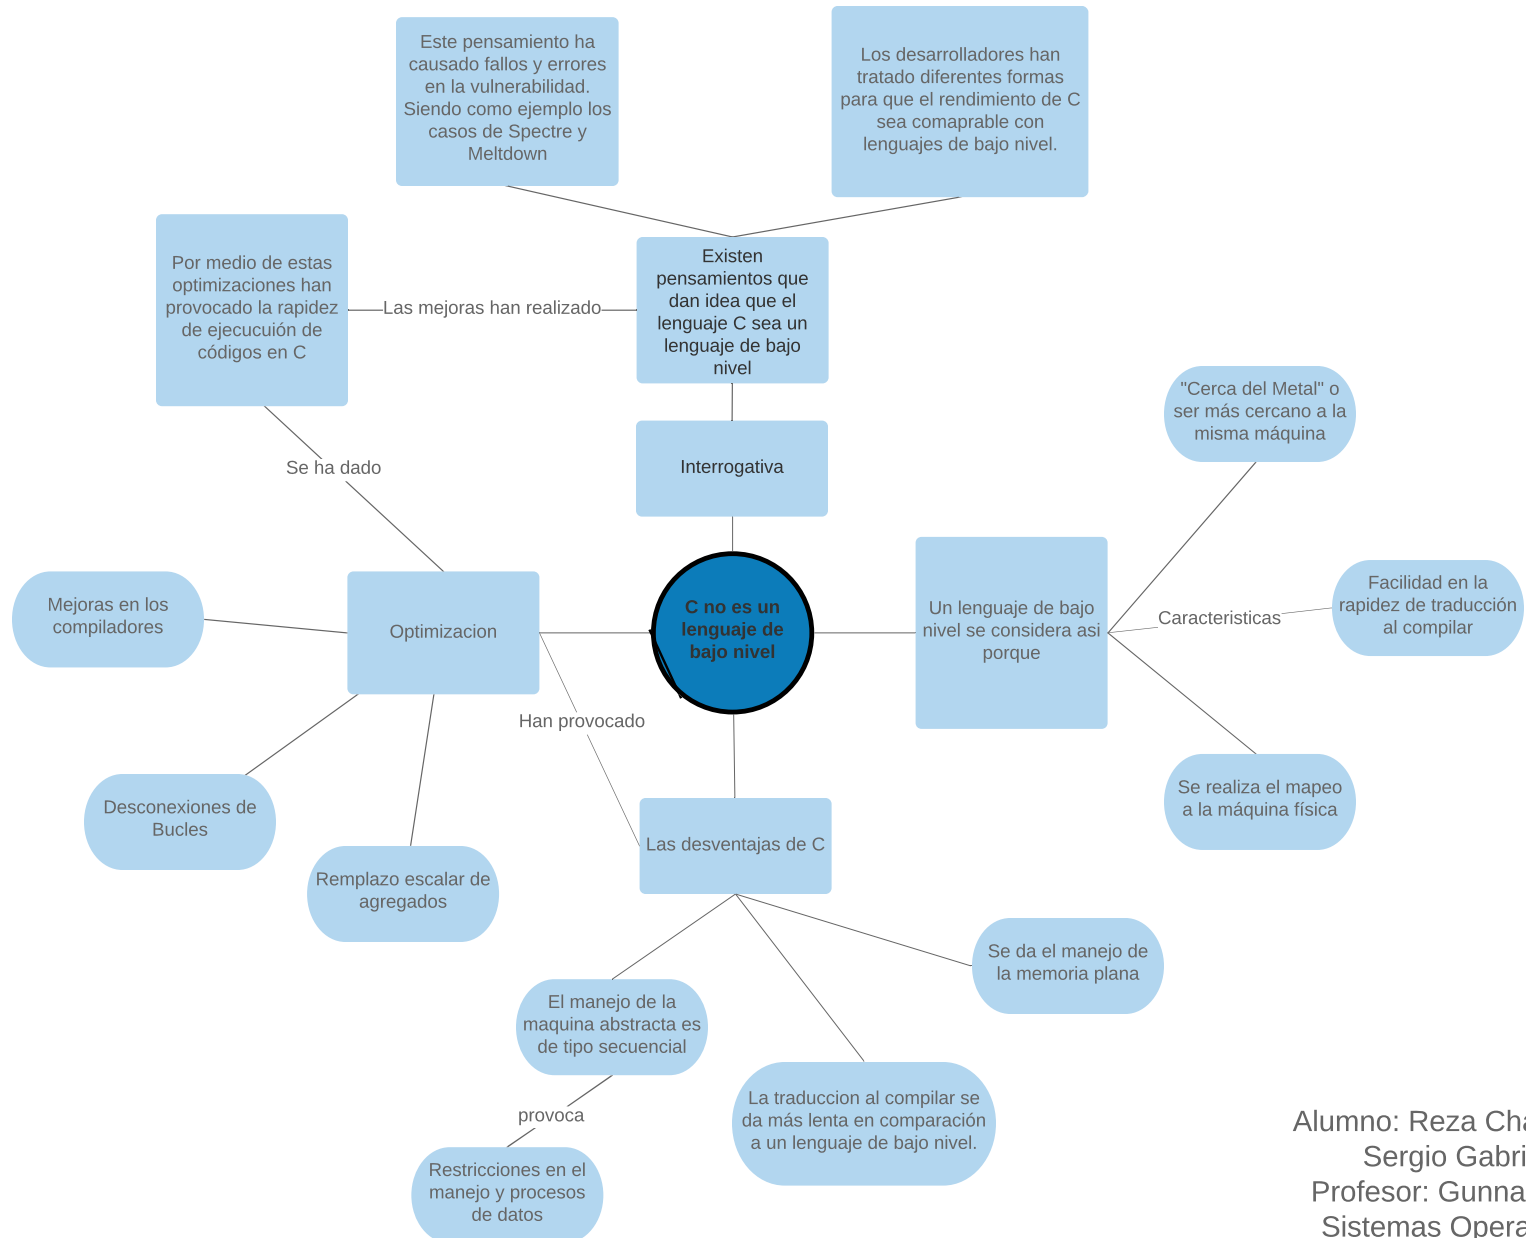 Este pensamiento ha
causado fallos y errores
en la vulnerabilidad.
Siendo como ejemplo los
casos de Spectre y
Meltdown
Los desarrolladores han
tratado diferentes formas
para que el rendimiento de C
sea comaprable con
lenguajes de bajo nivel.
Por medio de estas
optimizaciones han
provocado la rapidez
de ejecucuión de
códigos en C
Las mejoras han realizado
Existen
pensamientos que
dan idea que el
lenguaje C sea un
lenguaje de bajo
nivel
"Cerca del Metal" o
ser más cercano a la
misma máquina
Se ha dado
Interrogativa
Mejoras en los
compiladores
Optimizacion
C no es un
lenguaje de
bajo nivel
Un lenguaje de bajo
nivel se considera asi
porque
Caracteristicas
Facilidad en la
rapidez de traducción
al compilar
Han provocado
Se realiza el mapeo
a la máquina física
Desconexiones de
Bucles
Remplazo escalar de
agregados
Las desventajas de C
Se da el manejo de
la memoria plana
El manejo de la
maquina abstracta es
de tipo secuencial
provoca
La traduccion al compilar se
da más lenta en comparación
a un lenguaje de bajo nivel.
Restricciones en el
manejo y procesos
de datos
Alumno: Reza
Sergio
Profesor:
Sistemas